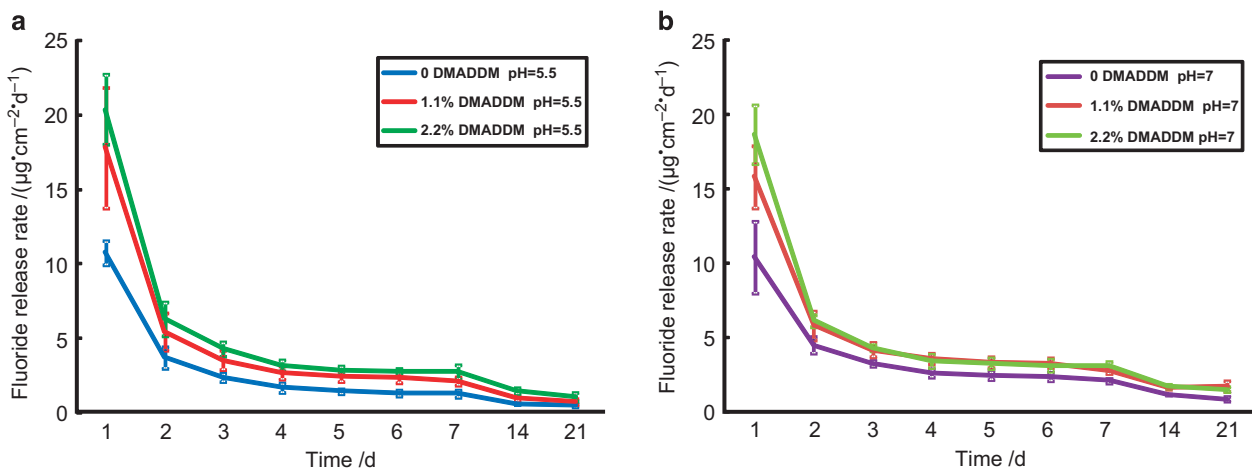 a
Fluoride release rate /(µg•cm–2•d–1)
25
20
15
10
5
0
0 DMADDM pH=5.5
1.1% DMADDM pH=5.5
2.2% DMADDM pH=5.5
1 2 3 4 5 6 7 14 21
Time /d
b
Fluoride release rate /(µg•cm–2•d–1)
25
20
15
10
5
0
0 DMADDM pH=7
1.1% DMADDM pH=7
2.2% DMADDM pH=7
1 2 3 4 5 6 7 14 21
Time /d